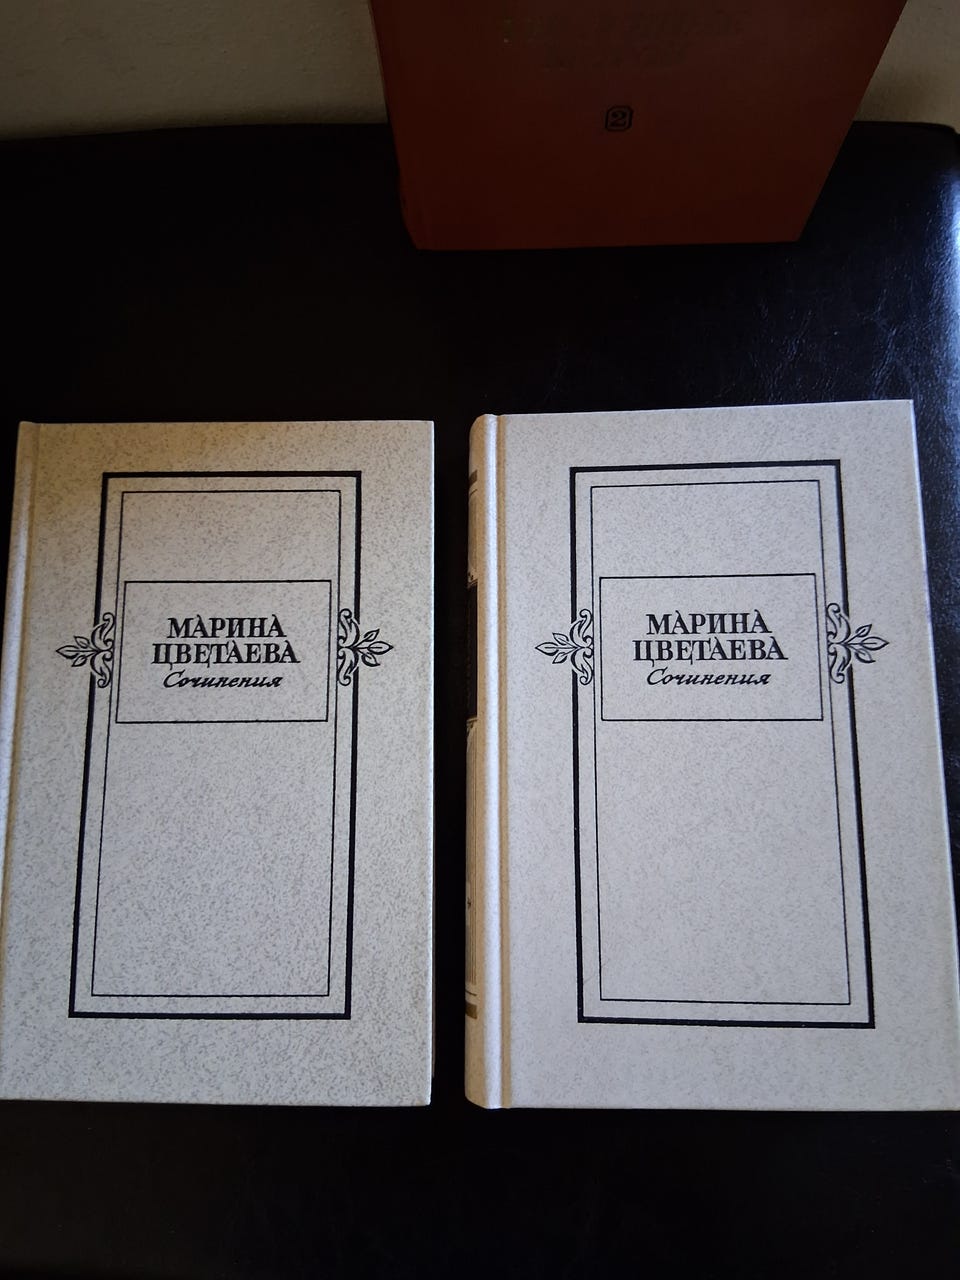 2
МАРИНА
ЦВЕТАЕВА
Сочинения
МАРИНА
ЦВЕТАЕВА
Сочинения